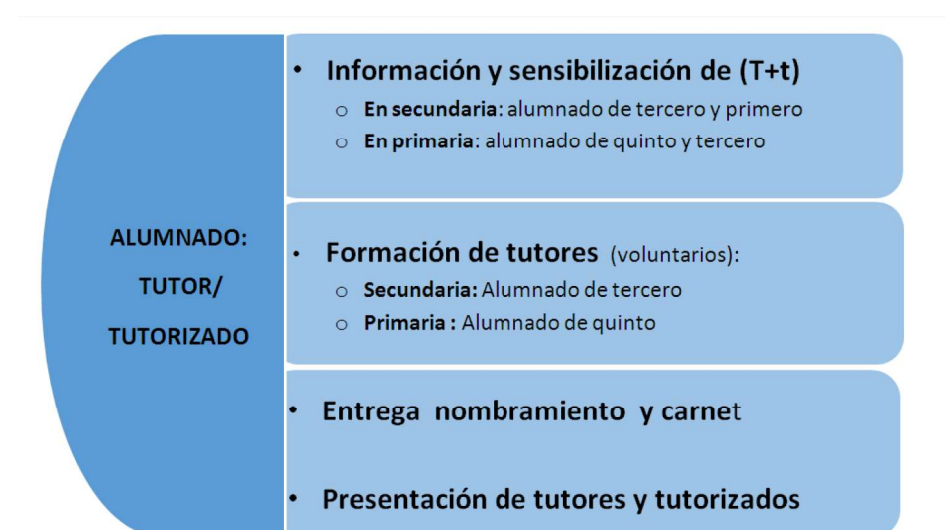 ALUMNADO:
TUTOR/
TUTORIZADO
• Información y sensibilización de (T+t)
o En secundaria: alumnado de tercero y primero
o En primaria: alumnado de quinto y tercero
• Formación de tutores (voluntarios):
o Secundaria: Alumnado de tercero
o Primaria : Alumnado de quinto
• Entrega nombramiento y carnet
• Presentación de tutores y tutorizados